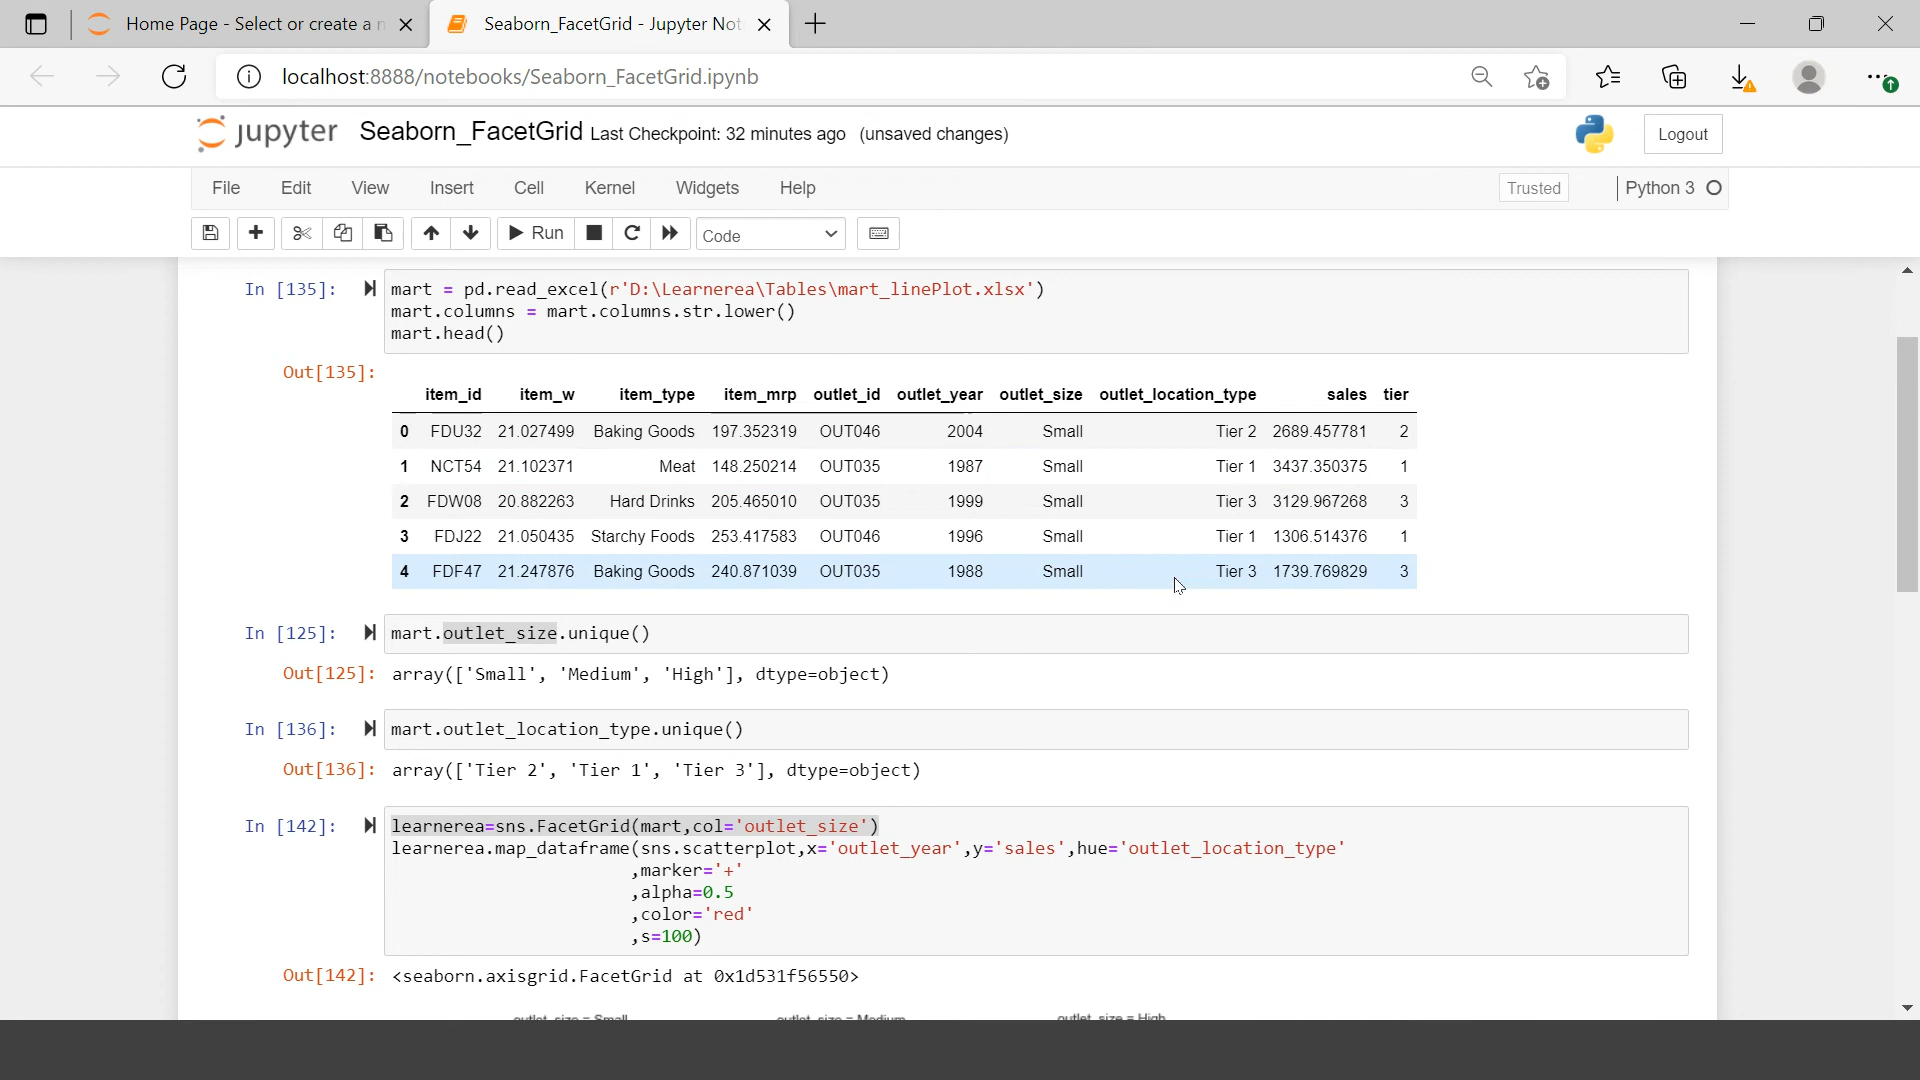 Home Page - Select or create a n
Seaborn_FacetGrid - Jupyter Not
localhost:8888/notebooks/Seaborn_FacetGrid.ipynb
jupyter Seaborn_FacetGrid Last Checkpoint: 32 minutes ago (unsaved changes)
Logout
File Edit View Insert Cell Kernel Widgets Help
Trusted
Python 3
Run
Code
In [135]: mart = pd.read_excel(r'D:\Learnerea\Tables\mart_linePlot.xlsx')
mart.columns = mart.columns.str.lower()
mart.head()
Out[135]:
item_id item_w item_type item_mrp outlet_id outlet_year outlet_size outlet_location_type sales tier
0 FDU32 21.027499 Baking Goods 197.352319 OUT046 2004 Small Tier 2 2689.457781 2
1 NCT54 21.102371 Meat 148.250214 OUT035 1987 Small Tier 1 3437.350375 1
2 FDW08 20.882263 Hard Drinks 205.465010 OUT035 1999 Small Tier 3 3129.967268 3
3 FDJ22 21.050435 Starchy Foods 253.417583 OUT046 1996 Small Tier 1 1306.514376 1
4 FDF47 21.247876 Baking Goods 240.871039 OUT035 1988 Small Tier 3 1739.769829 3
In [125]: mart.outlet_size.unique()
Out[125]: array(['Small', 'Medium', 'High'], dtype=object)
In [136]: mart.outlet_location_type.unique()
Out[136]: array(['Tier 2', 'Tier 1', 'Tier 3'], dtype=object)
In [142]: learnerea=sns.FacetGrid(mart,col='outlet_size')
learnerea.map_dataframe(sns.scatterplot,x='outlet_year',y='sales',hue='outlet_location_type'
,marker='+'
,alpha=0.5
,color='red'
,s=100)
Out[142]: <seaborn.axisgrid.FacetGrid at 0x1d531f56550>
outlet_size = Small outlet_size = Medium outlet_size = High